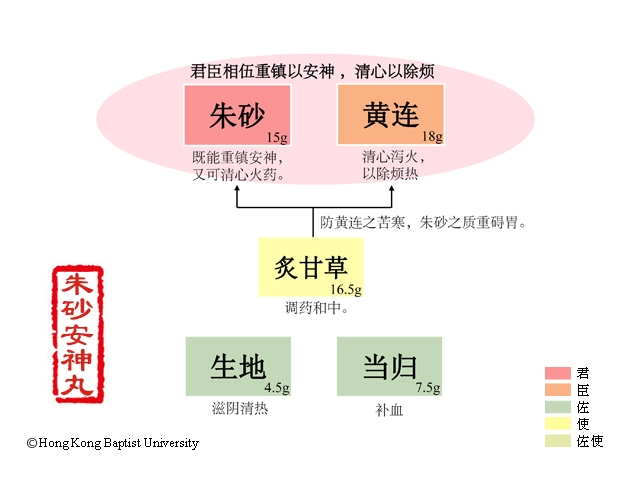 君臣相伍重镇以安神，清心以除烦
朱砂
15g
黄连
18g
既能重镇安神，
又可清心火药。
清心泻火，
以除烦热
防黄连之苦寒，朱砂之质重碍胃。
炙甘草
16.5g
调药和中。
朱砂安神丸
生地
4.5g
当归
7.5g
滋阴清热
补血
君
臣
佐
使
佐使
©Hong Kong Baptist University